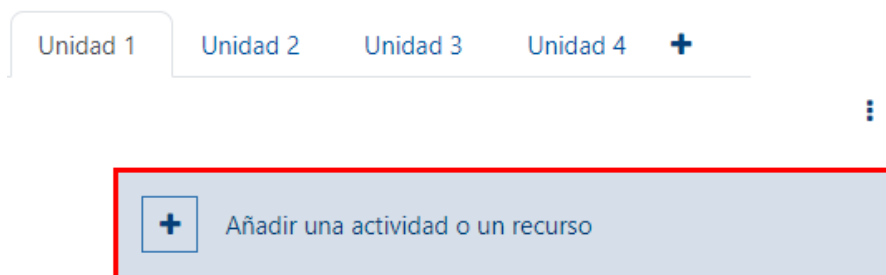 Unidad 1 Unidad 2 Unidad 3 Unidad 4 +
+ Añadir una actividad o un recurso